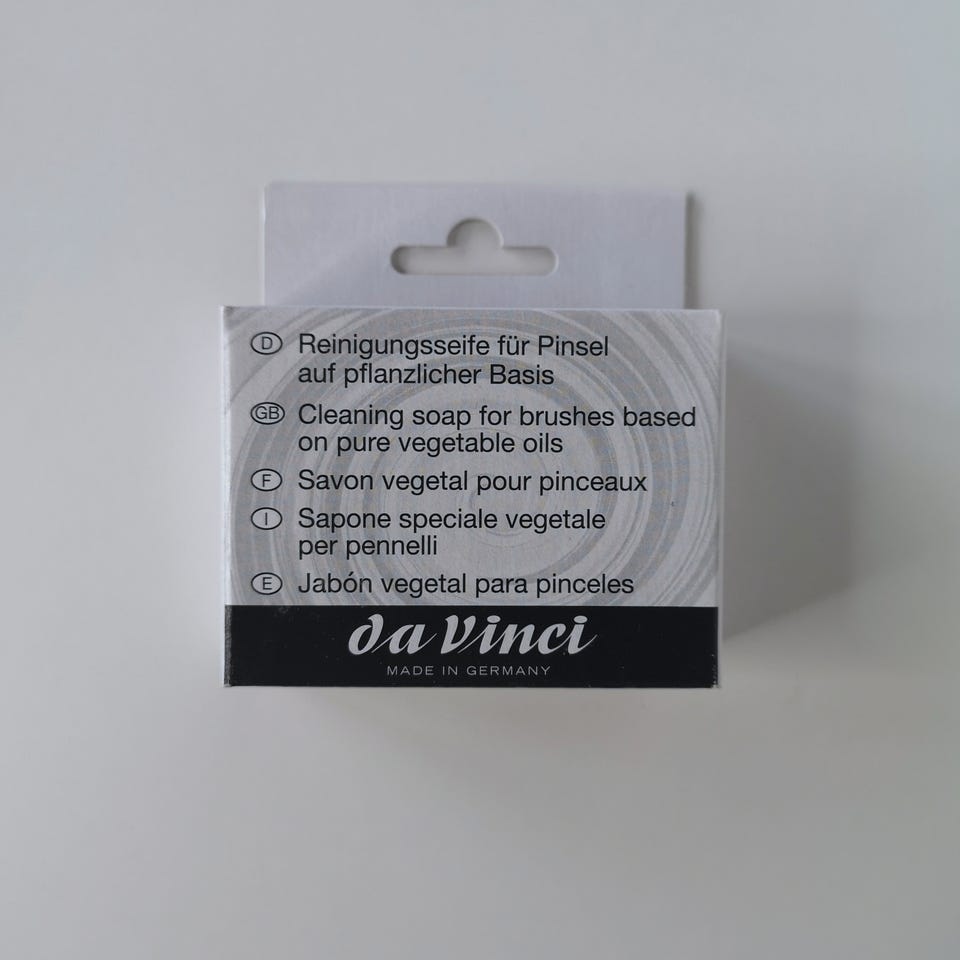 D Reinigungsseife für Pinsel
auf pflanzlicher Basis
GB Cleaning soap for brushes based
on pure vegetable oils
F Savon vegetal pour pinceaux
I Sapone speciale vegetale
per pennelli
E Jabón vegetal para pinceles
da Vinci
MADE IN GERMANY